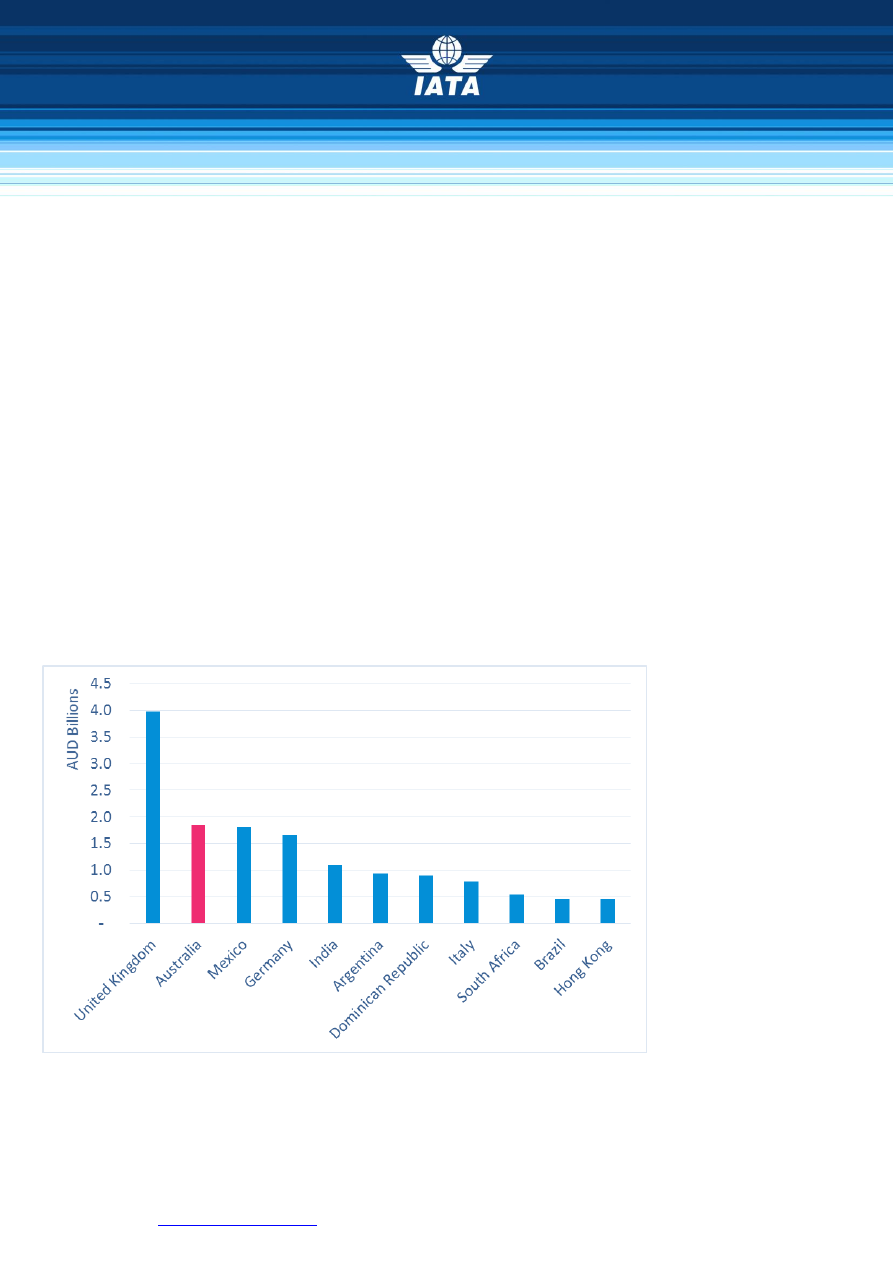 IATA
AUD Billions
4.5
4.0
3.5
3.0
2.5
2.0
1.5
1.0
0.5
-
United Kingdom
Australia
Mexico
Germany
India
Argentina
Dominican Republic
Italy
South Africa
Brazil
Hong Kong